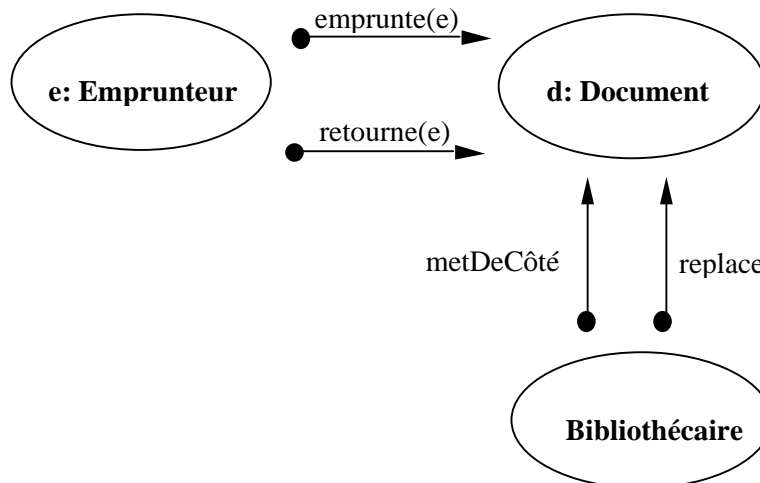 emprunte(e)
e: Emprunteur
d: Document
retourne(e)
metDeCôté
replace
Bibliothécaire